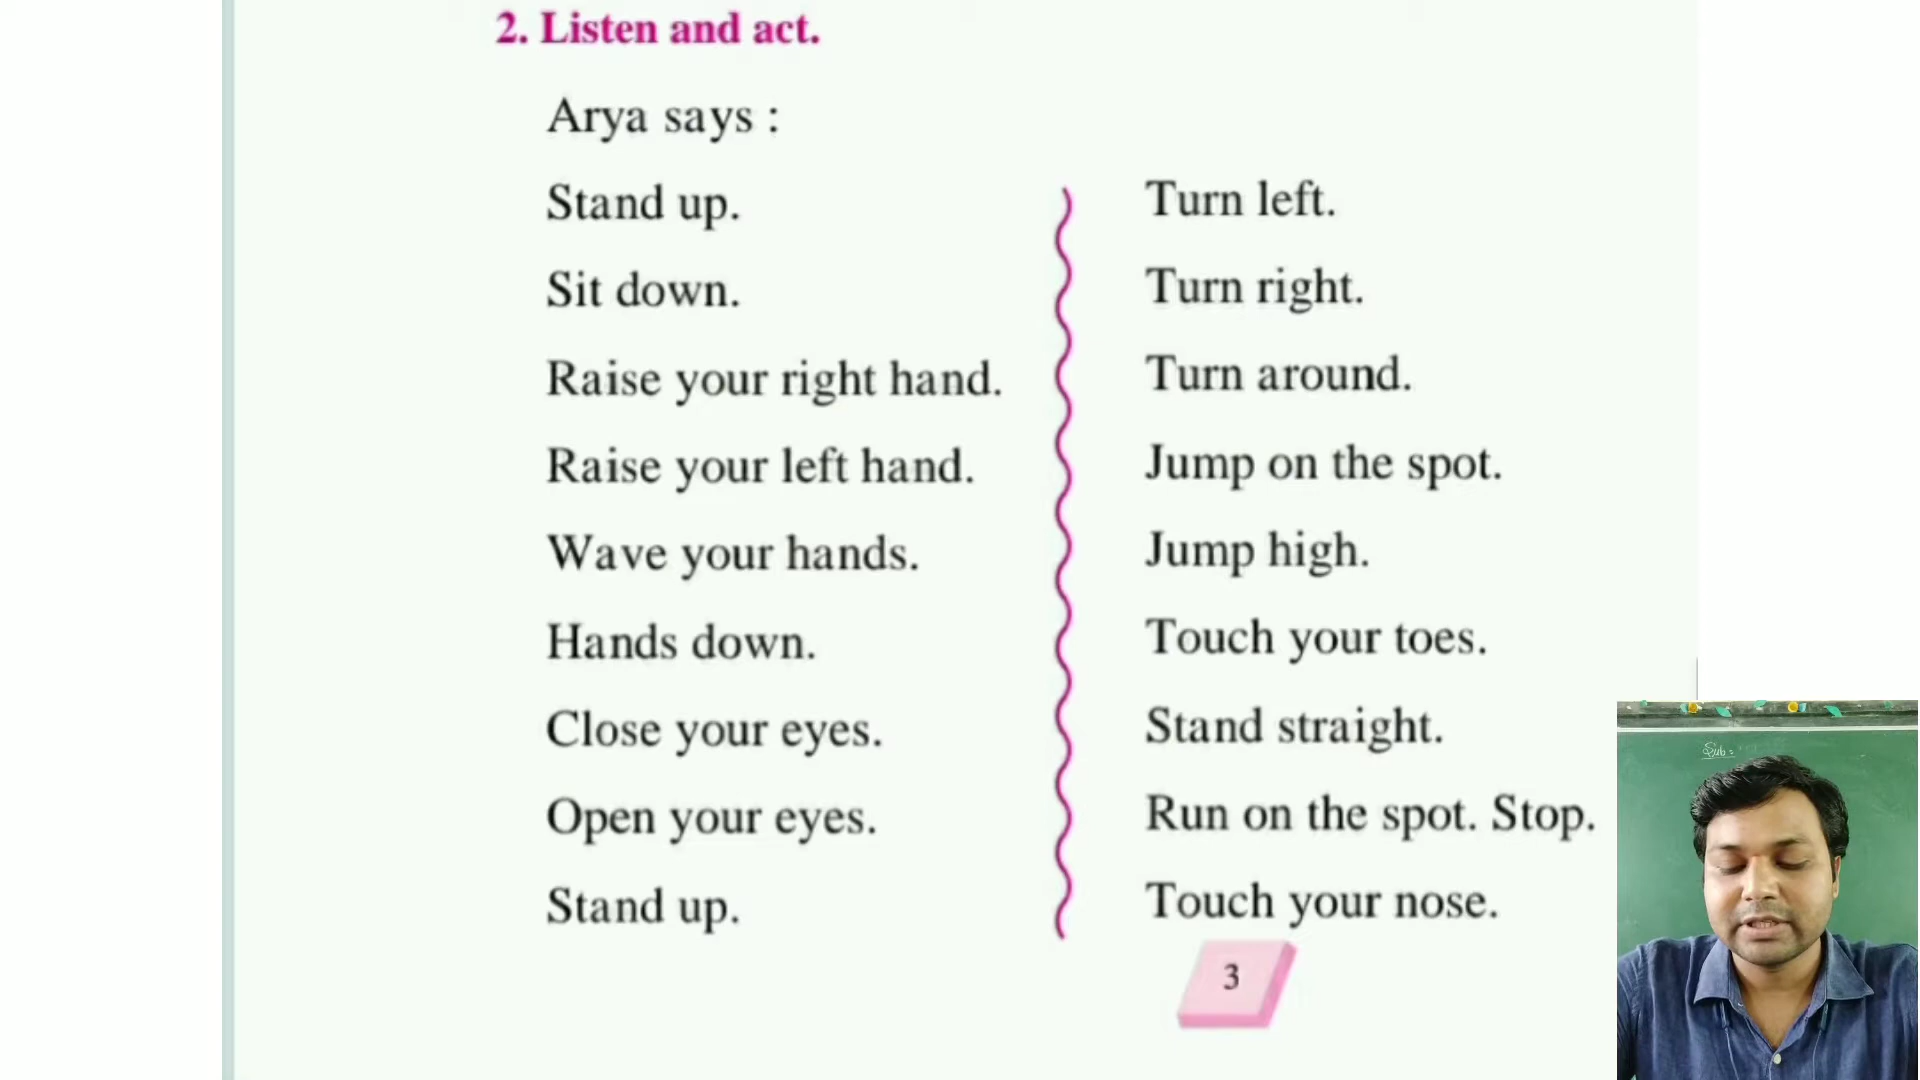 2. Listen and act.
Arya says :
Stand up.
Sit down.
Raise your right hand.
Raise your left hand.
Wave your hands.
Hands down.
Close your eyes.
Open your eyes.
Stand up.
Turn left.
Turn right.
Turn around.
Jump on the spot.
Jump high.
Touch your toes.
Stand straight.
Run on the spot. Stop.
Touch your nose.
3
Sub :